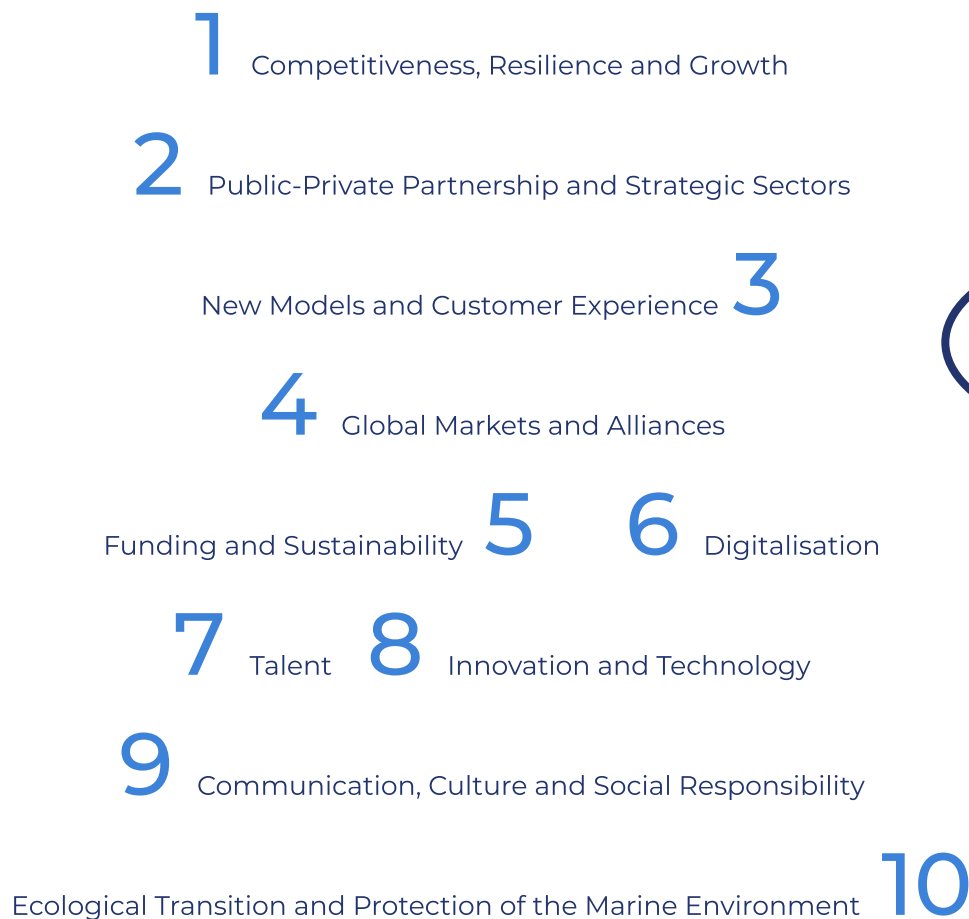 1 Competitiveness, Resilience and Growth
2 Public-Private Partnership and Strategic Sectors
New Models and Customer Experience 3
4 Global Markets and Alliances
Funding and Sustainability 5 6 Digitalisation
7 Talent 8 Innovation and Technology
9 Communication, Culture and Social Responsibility
Ecological Transition and Protection of the Marine Environment 10